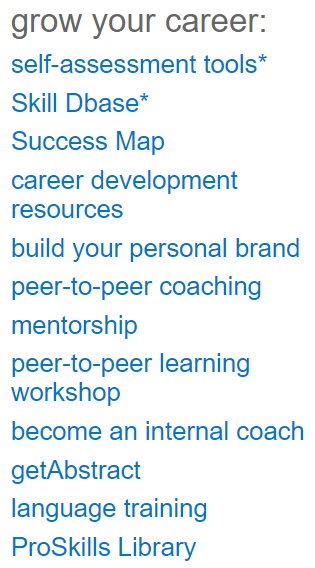 grow your career:
self-assessment tools*
Skill Dbase*
Success Map
career development
resources
build your personal brand
peer-to-peer coaching
mentorship
peer-to-peer learning
workshop
become an internal coach
getAbstract
language training
ProSkills Library